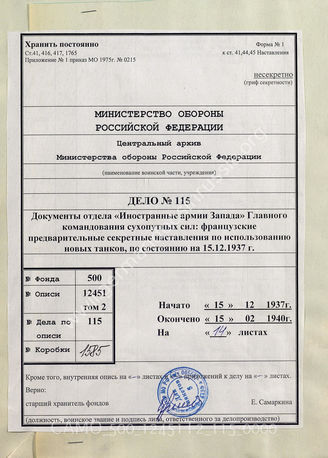 Хранить постоянно
Форма № 1
Ст.41, 416, 417, 1765
к ст. 41,44,45 Наставления
Приложение № 1 приказ МО 1975г. № 0215
несекретно
(гриф секретности)
МИНИСТЕРСТВО ОБОРОНЫ
РОССИЙСКОЙ ФЕДЕРАЦИИ
Центральный архив
Министерства обороны Российской Федерации
(наименование воинской части, учреждения)
ДЕЛО № 115
Документы отдела «Иностранные армии Запада» Главного
командования сухопутных сил: французские
предварительные секретные наставления по использованию
новых танков, по состоянию на 15.12.1937 г.
№ Фонда 500
№ Описи 12451
том 2
№ Дела по описи 115
№ Коробки 1585
Начато « 15 » 12 1937г.
Окончено « 15 » 02 1940г.
На « 14 » листах
Кроме того, внутренняя опись на «–» листах и приложений к делу на «–» листах.
Верно:
старший хранитель фондов
Е. Самаркина
(должность, воинское звание и подпись лица, ответственного за делопроизводство)